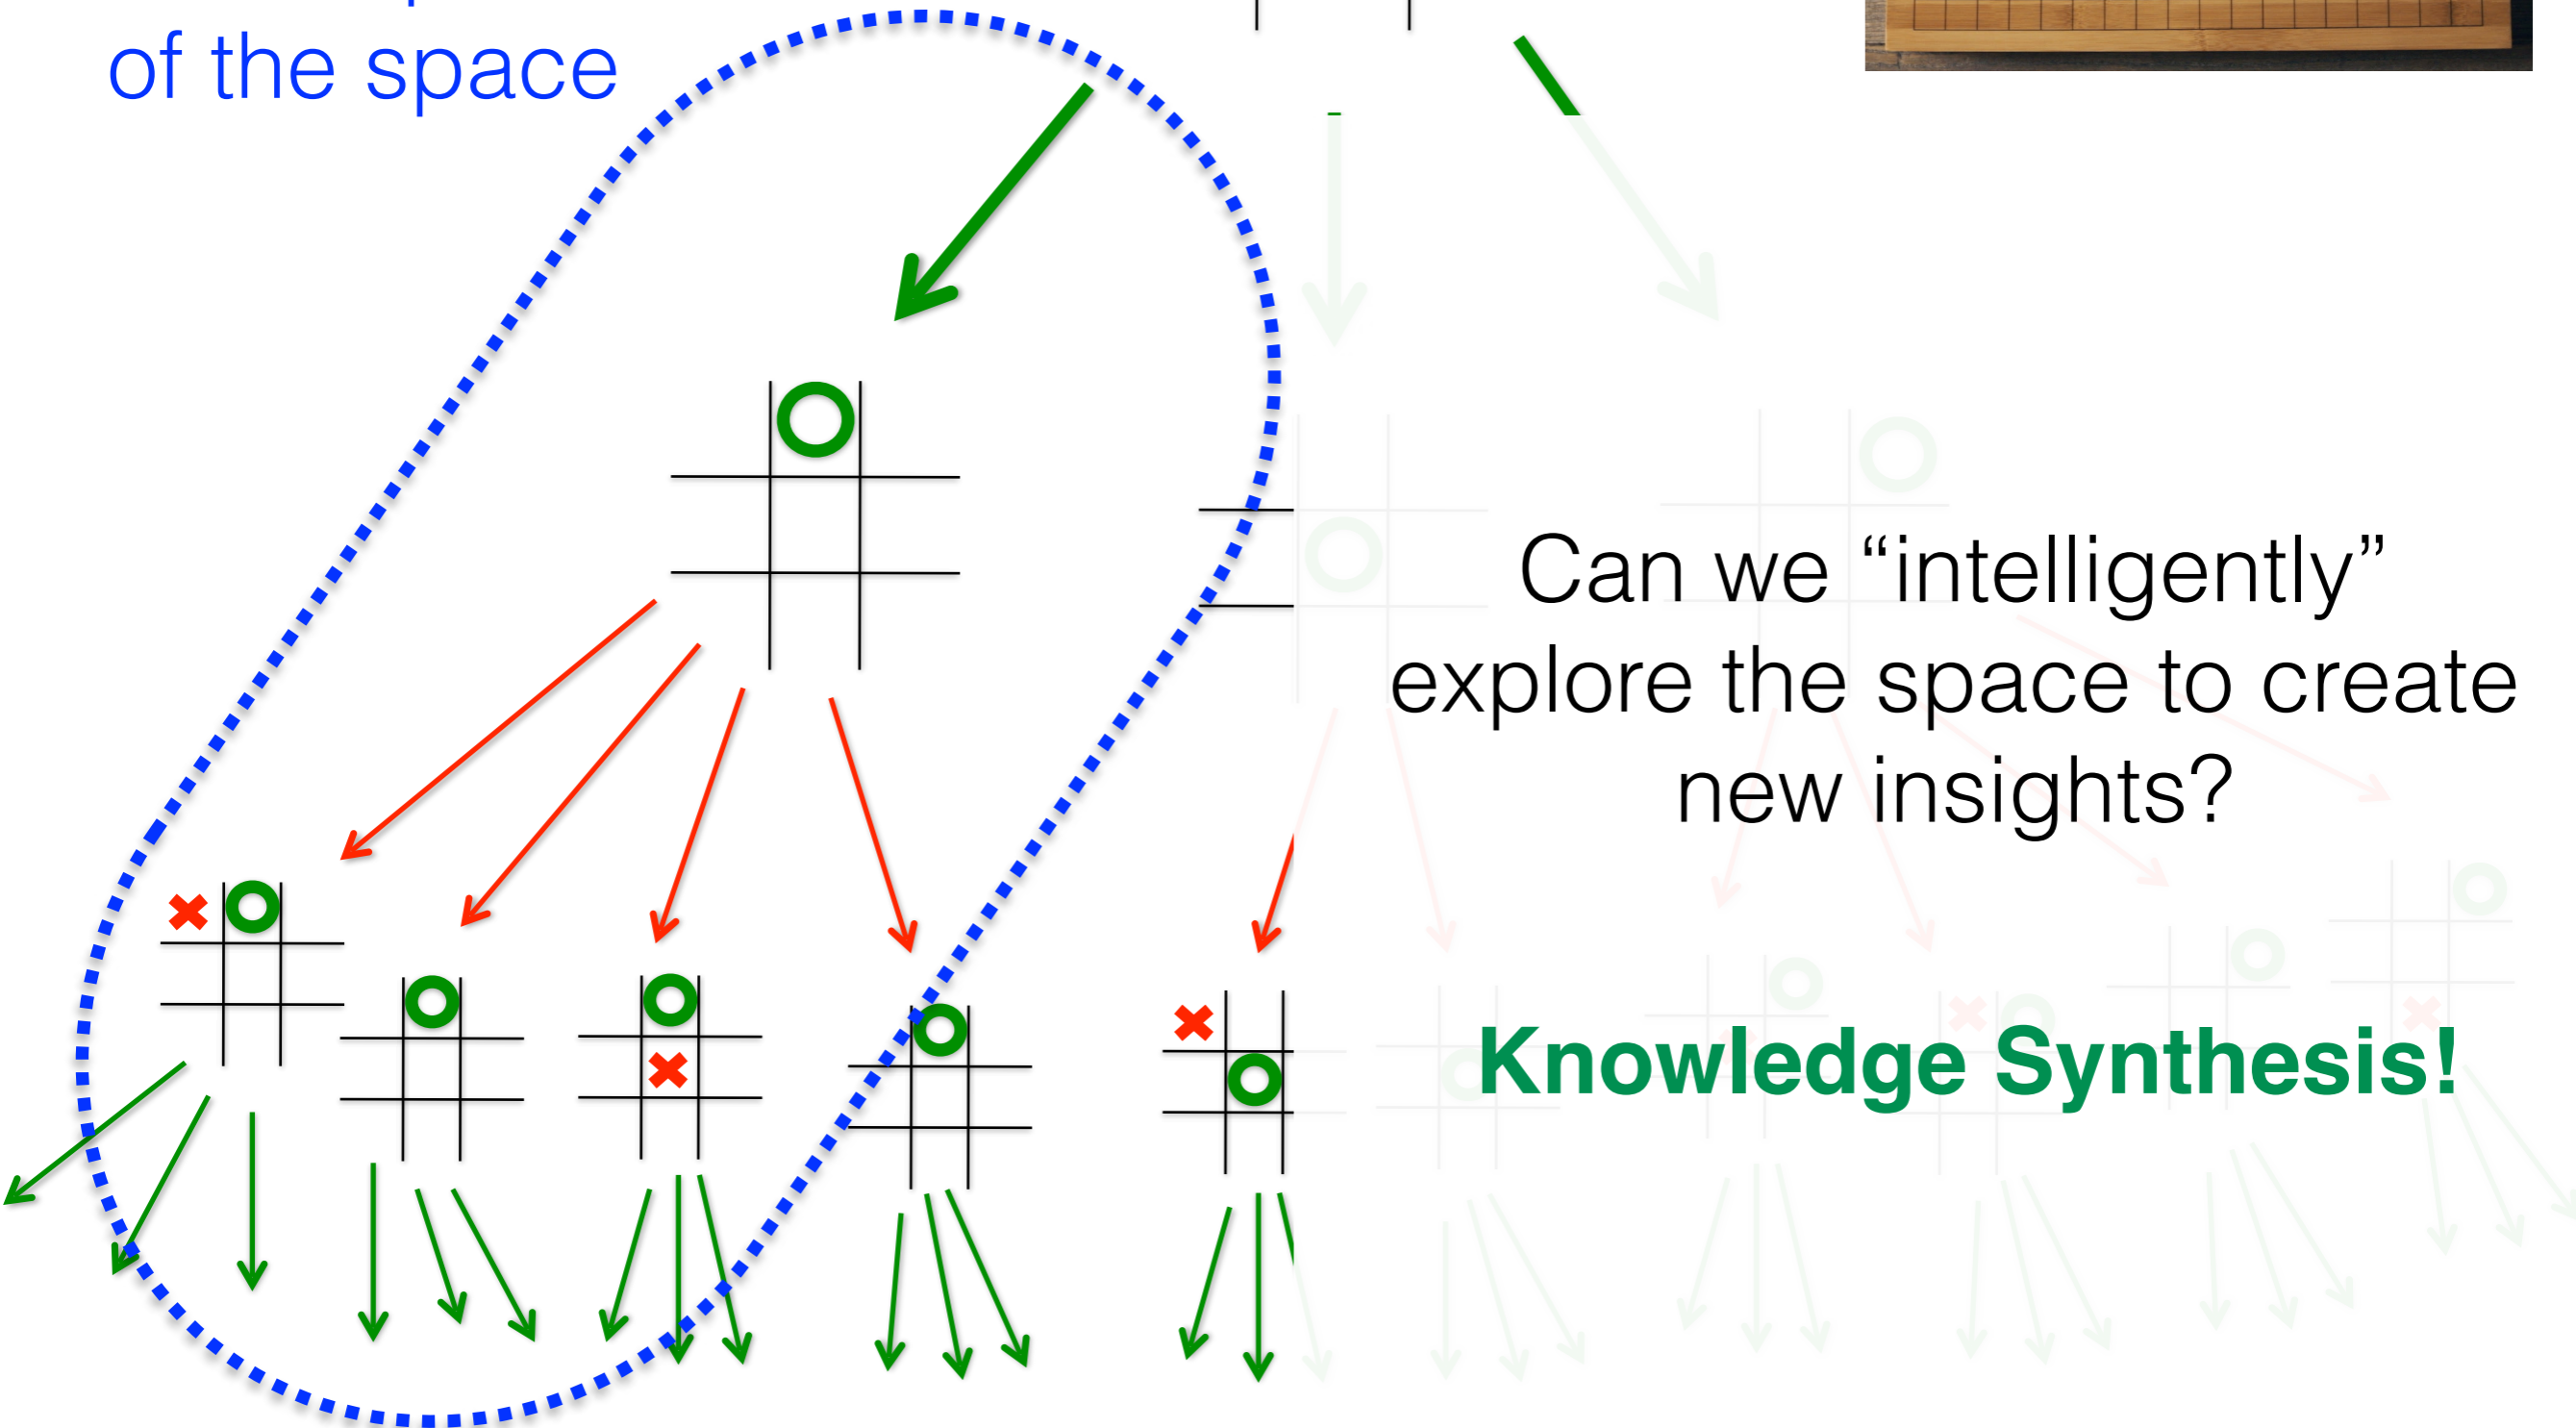 of the space
Can we “intelligently”
explore the space to create
new insights?
Knowledge Synthesis!